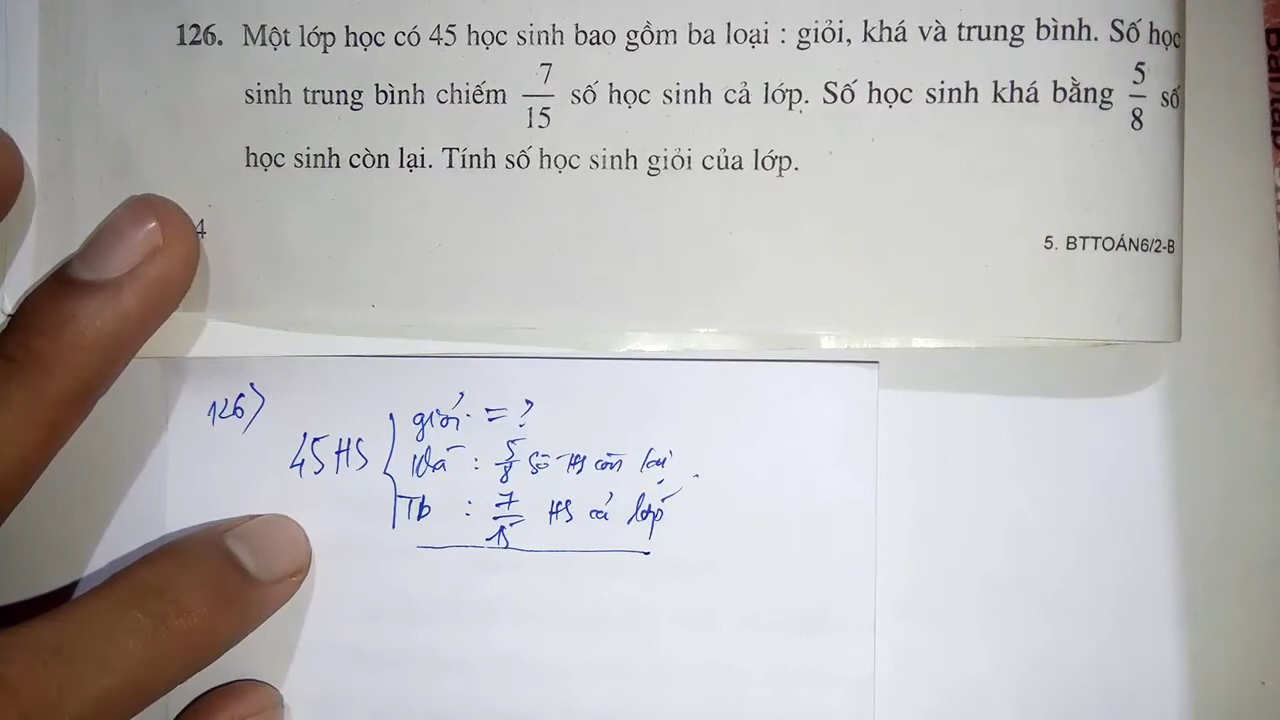 126. Một lớp học có 45 học sinh bao gồm ba loại : giỏi, khá và trung bình. Số học
sinh trung bình chiếm 7/15 số học sinh cả lớp. Số học sinh khá bằng 5/8 số
học sinh còn lại. Tính số học sinh giỏi của lớp.
4
5. BTTOÁN6/2-B
126)
giỏi = ?
45 HS
Khá : 5/8 số HS còn lại
Tb : 7/15 HS cả lớp